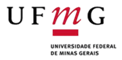 UFMG
UNIVERSIDADE FEDERAL
DE MINAS GERAIS